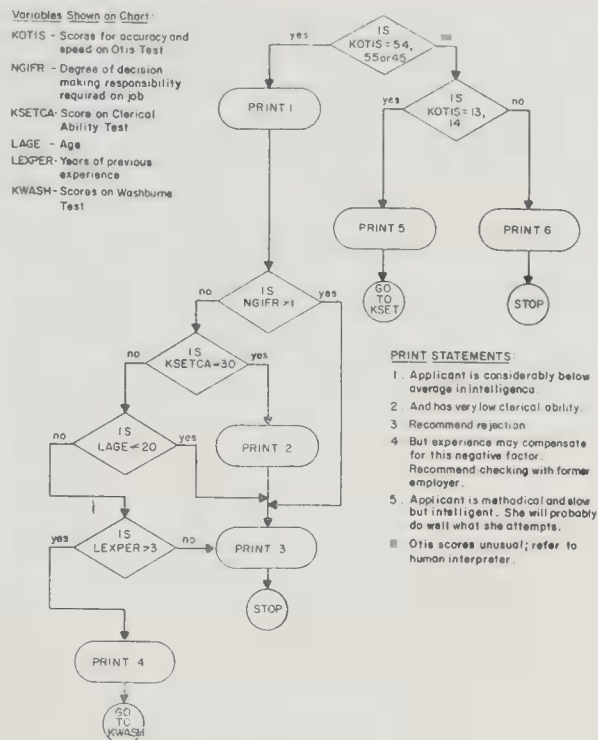 Variables Shown on Chart:
KOTIS - Scores for accuracy and
speed on Otis Test
NGIFR - Degree of decision
making responsibility
required on job
KSETCA - Score on Clerical
Ability Test
LAGE - Age
LEXPER - Years of previous
experience
KWASH - Scores on Washburne
Test
IS
KOTIS=54,
55 or 45
yes
PRINT 1
IS
KOTIS=13,
14
yes
no
PRINT 5
PRINT 6
GO
TO
KSET
STOP
IS
NGIFR>1
no
yes
IS
KSETCA=30
no
yes
PRINT 2
IS
LAGE≠20
no
yes
IS
LEXPER>3
yes
no
PRINT 3
STOP
PRINT 4
GO
TO
KWASH
PRINT STATEMENTS:
1. Applicant is considerably below
average in intelligence.
2. And has very low clerical ability.
3 Recommend rejection
4 But experience may compensate
for this negative factor.
Recommend checking with former
employer.
5. Applicant is methodical and slow
but intelligent. She will probably
do well what she attempts.
Otis scores unusual; refer to
human interpreter.